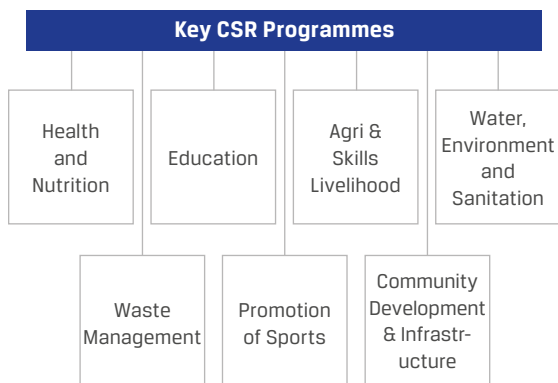 Key CSR Programmes
Health
and
Nutrition
Education
Agri &
Skills
Livelihood
Water,
Environment
and
Sanitation
Waste
Management
Promotion
of Sports
Community
Development
& Infrastr-
ucture